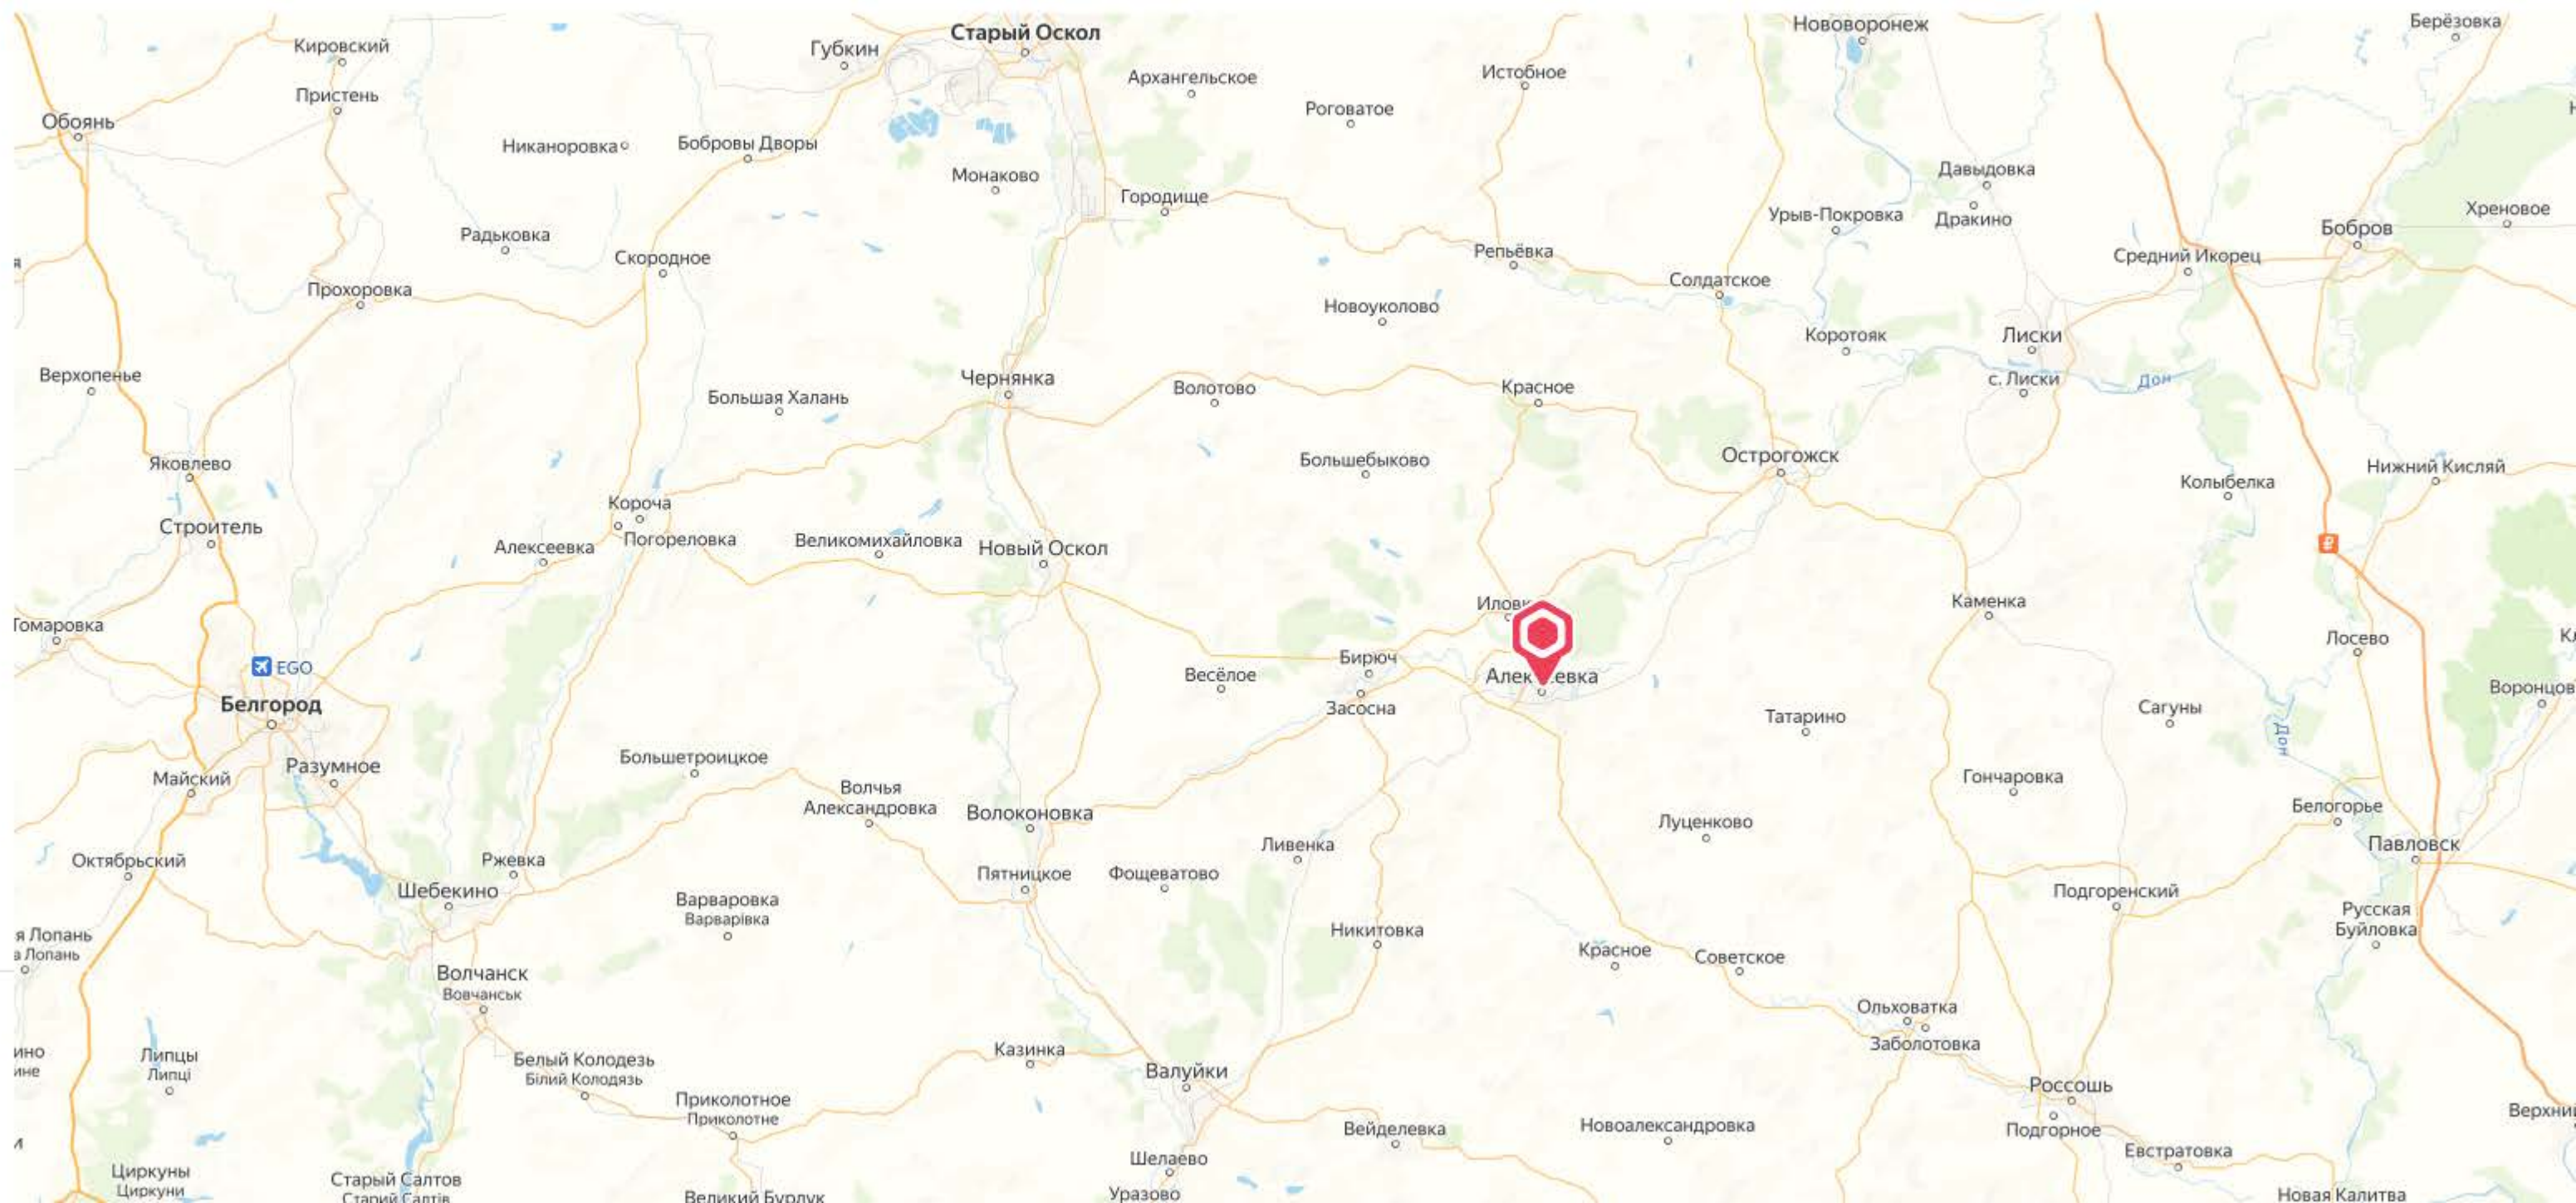 Старый Оскол
Нововоронеж
Берёзовка
Кировский
Губкин
Архангельское
Истобное
Пристень
Роговатое
Обоянь
Никаноровка
Бобровы Дворы
Монаково
Давыдовка
Городище
Урыв-Покровка
Дракино
Хреновое
Радьковка
Бобров
Скородное
Репьёвка
Средний Икорец
Прохоровка
Солдатское
Новоуколово
Коротояк
Лиски
Верхопенье
Чернянка
Волотово
Красное
с. Лиски
Дон
Большая Халань
Яковлево
Большебыково
Острогожск
Нижний Кисляй
Колыбелка
Короча
Строитель
Алексеевка
Погореловка
Великомихайловка
Новый Оскол
Каменка
Томаровка
Лосево
EGO
Бирюч
Весёлое
Белгород
Засосна
Татарино
Сагуны
Дон
Майский
Разумное
Большетроицкое
Волчья
Александровка
Волоконовка
Гончаровка
Белогорье
Луценково
Ливенка
Павловск
Октябрьский
Ржевка
Пятницкое
Фощеватово
Шебекино
Подгоренский
Варваровка
Варварівка
Русская
Буйловка
я Лопань
а Лопань
Никитовка
Красное
Советское
Волчанск
Вовчанськ
Ольховатка
Заболотовка
Липцы
Липці
Белый Колодезь
Білий Колодязь
Казинка
Валуйки
Россошь
Приколотное
Приколотне
Вейделевка
Новоалександровка
Подгорное
Шелаево
Евстратовка
Циркуны
Циркуни
Старый Салтов
Уразово
Новая Калитва